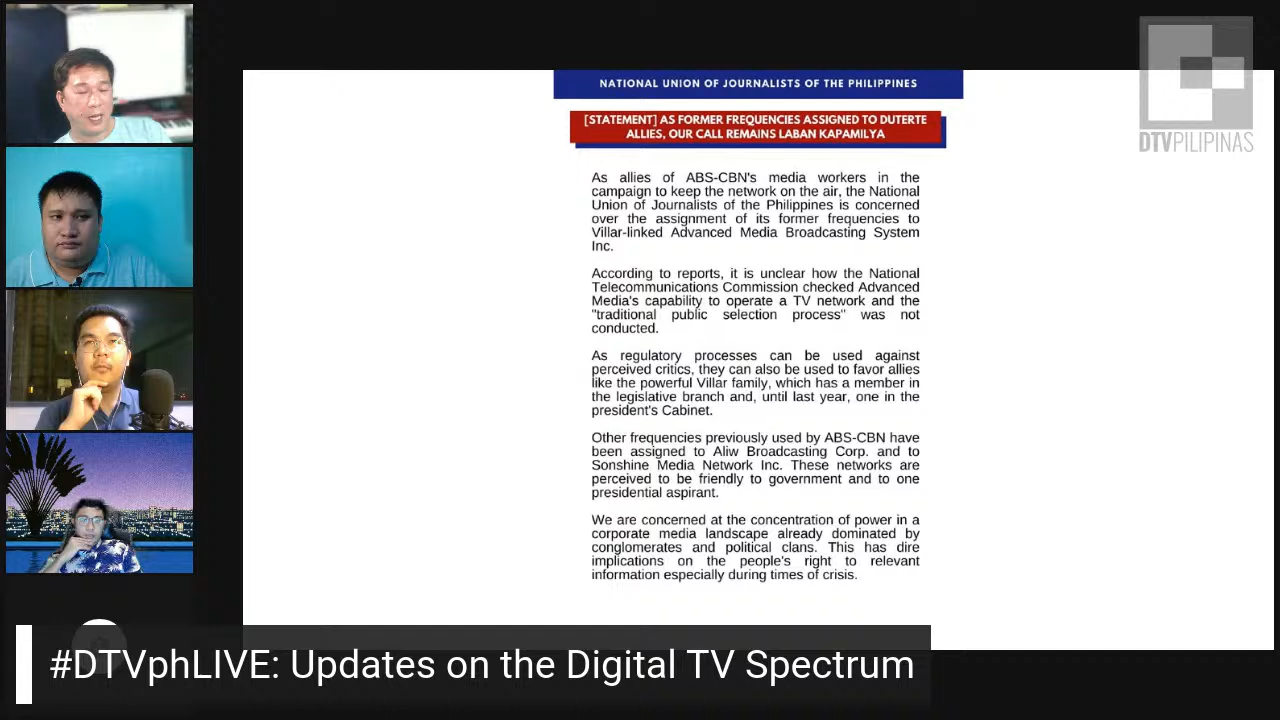 DTVPILIPINAS
NATIONAL UNION OF JOURNALISTS OF THE PHILIPPINES
[STATEMENT] AS FORMER FREQUENCIES ASSIGNED TO DUTERTE
ALLIES, OUR CALL REMAINS LABAN KAPAMILYA
As allies of ABS-CBN's media workers in the
campaign to keep the network on the air, the National
Union of Journalists of the Philippines is concerned
over the assignment of its former frequencies to
Villar-linked Advanced Media Broadcasting System
Inc.
According to reports, it is unclear how the National
Telecommunications Commission checked Advanced
Media's capability to operate a TV network and the
"traditional public selection process" was not
conducted.
As regulatory processes can be used against
perceived critics, they can also be used to favor allies
like the powerful Villar family, which has a member in
the legislative branch and, until last year, one in the
president's Cabinet.
Other frequencies previously used by ABS-CBN have
been assigned to Aliw Broadcasting Corp. and to
Sonshine Media Network Inc. These networks are
perceived to be friendly to government and to one
presidential aspirant.
We are concerned at the concentration of power in a
corporate media landscape already dominated by
conglomerates and political clans. This has dire
implications on the people's right to relevant
information especially during times of crisis.
#DTVphLIVE: Updates on the Digital TV Spectrum